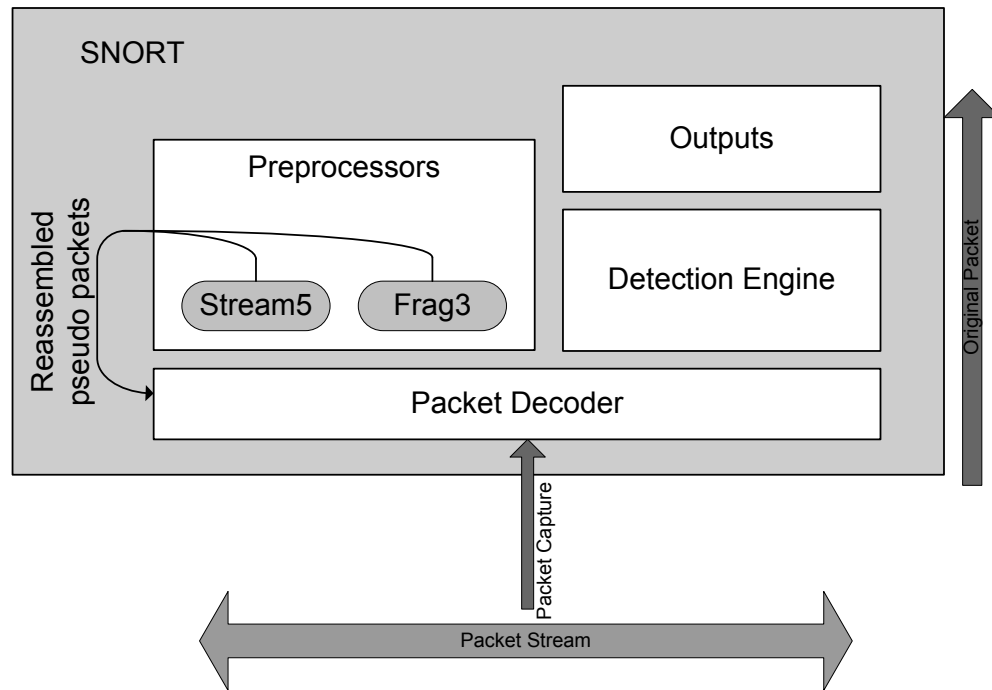 SNORT
Outputs
Preprocessors
Detection Engine
Stream5
Frag3
Reassembled
pseudo packets
Packet Decoder
Original Packet
Packet Capture
Packet Stream